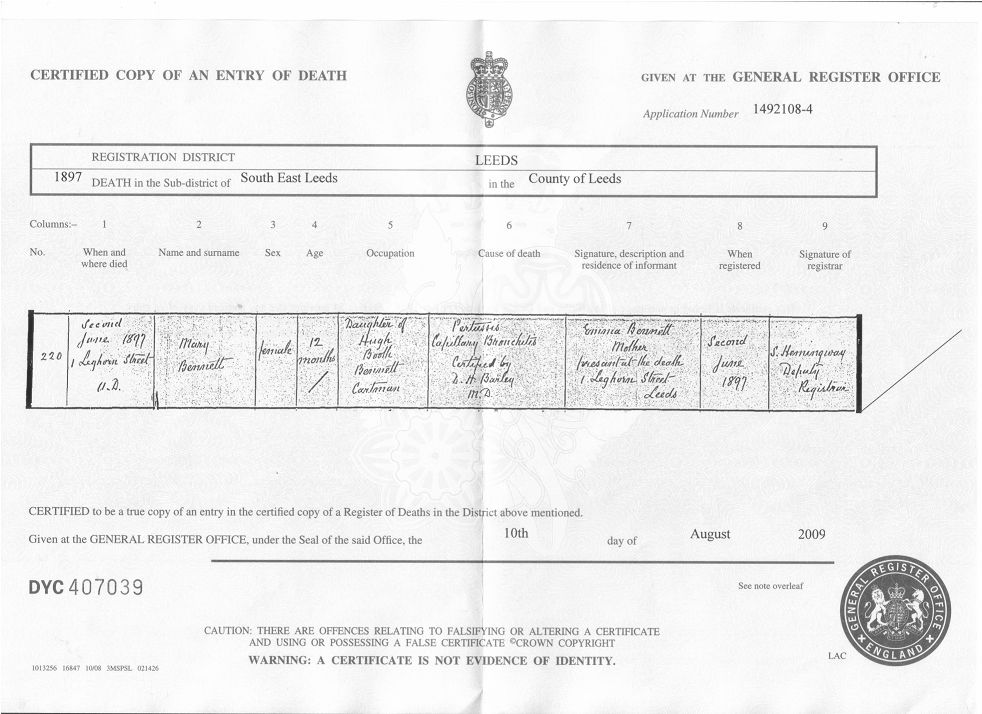 CERTIFIED COPY OF AN ENTRY OF DEATH
GIVEN AT THE GENERAL REGISTER OFFICE
Application Number 1492108-4
REGISTRATION DISTRICT LEEDS
1897 DEATH in the Sub-district of South East Leeds in the County of Leeds
Columns:– 1 2 3 4 5 6 7 8 9
No. When and where died Name and surname Sex Age Occupation Cause of death Signature, description and residence of informant When registered Signature of registrar
220
Second
June 1897
1 Leghorn Street
U.D.
Mary
Bennett
female
12
months
Daughter of
Hugh
Booth
Bennett
Cartman
Pertussis
Capillary Bronchitis
Certified by
Bailey
M.D.
Emma Bennett
Mother
present at the death
1 Leghorn Street
Leeds
Second
June
1897
S. Hemingway
Deputy
Registrar
CERTIFIED to be a true copy of an entry in the certified copy of a Register of Deaths in the District above mentioned.
Given at the GENERAL REGISTER OFFICE, under the Seal of the said Office, the 10th day of August 2009
DYC 407039
See note overleaf
CAUTION: THERE ARE OFFENCES RELATING TO FALSIFYING OR ALTERING A CERTIFICATE
AND USING OR POSSESSING A FALSE CERTIFICATE ©CROWN COPYRIGHT
WARNING: A CERTIFICATE IS NOT EVIDENCE OF IDENTITY.
1013256 16847 10/08 3MSPSL 021426
LAC
GENERAL REGISTER OFFICE
ENGLAND